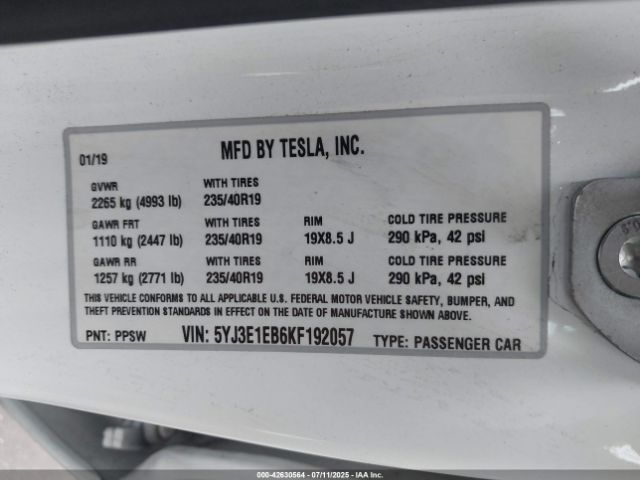 01/19 MFD BY TESLA, INC.
GVWR WITH TIRES
2265 kg (4993 lb) 235/40R19
GAWR FRT WITH TIRES RIM COLD TIRE PRESSURE
1110 kg (2447 lb) 235/40R19 19X8.5 J 290 kPa, 42 psi
GAWR RR WITH TIRES RIM COLD TIRE PRESSURE
1257 kg (2771 lb) 235/40R19 19X8.5 J 290 kPa, 42 psi
THIS VEHICLE CONFORMS TO ALL APPLICABLE U.S. FEDERAL MOTOR VEHICLE SAFETY, BUMPER, AND
THEFT PREVENTION STANDARDS IN EFFECT ON THE DATE OF MANUFACTURE SHOWN ABOVE.
PNT: PPSW VIN: 5YJ3E1EB6KF192057 TYPE: PASSENGER CAR
000-42630564 - 07/11/2025 - IAAI.COM